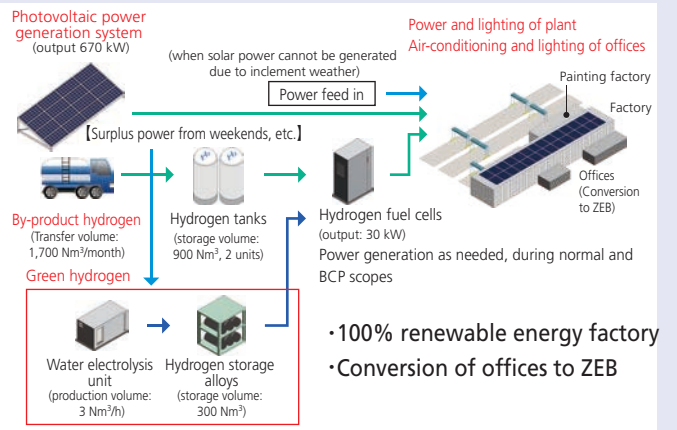 Photovoltaic power
generation system
(output 670 kW)
(when solar power cannot be generated
due to inclement weather)
Power feed in
Power and lighting of plant
Air-conditioning and lighting of offices
Painting factory
Factory
Offices
(Conversion
to ZEB)
【Surplus power from weekends, etc.】
By-product hydrogen
(Transfer volume:
1,700 Nm³/month)
Hydrogen tanks
(storage volume:
900 Nm³, 2 units)
Hydrogen fuel cells
(output: 30 kW)
Power generation as needed, during normal and
BCP scopes
Green hydrogen
Water electrolysis
unit
(production volume:
3 Nm³/h)
Hydrogen storage
alloys
(storage volume:
300 Nm³)
・100% renewable energy factory
・Conversion of offices to ZEB